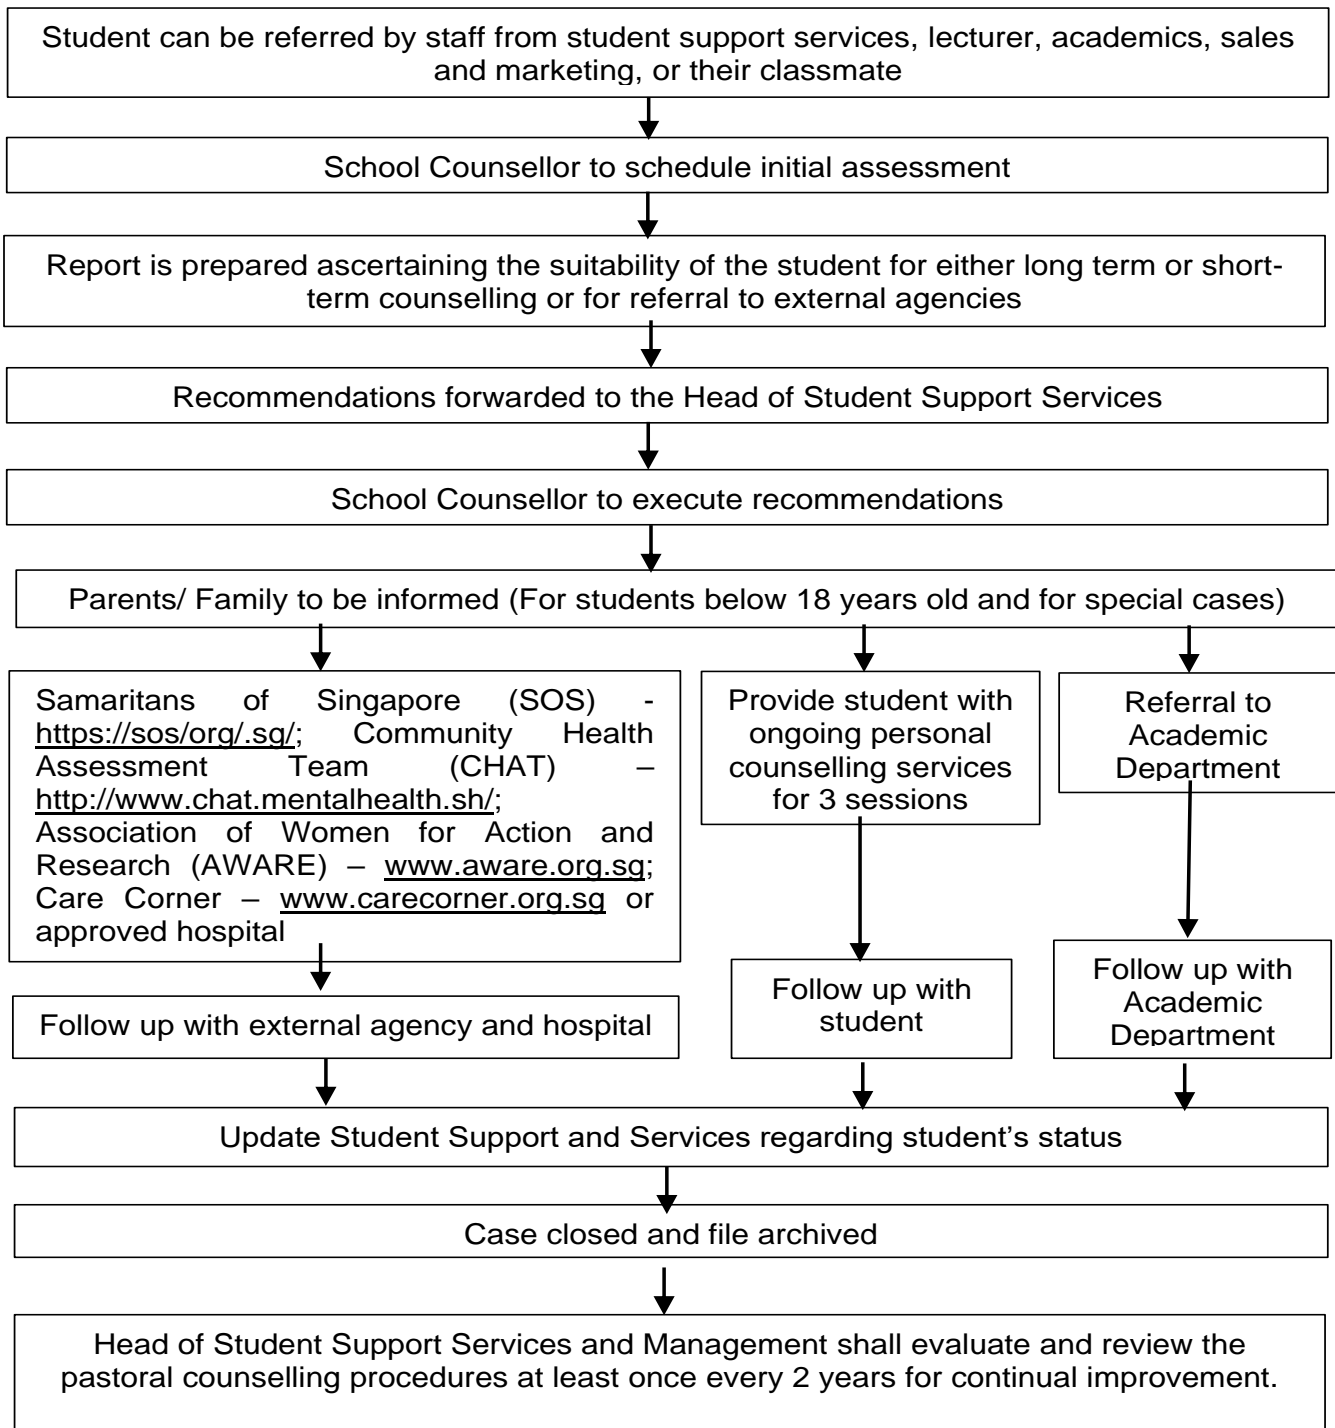 Student can be referred by staff from student support services, lecturer, academics, sales
and marketing, or their classmate
School Counsellor to schedule initial assessment
Report is prepared ascertaining the suitability of the student for either long term or short-
term counselling or for referral to external agencies
Recommendations forwarded to the Head of Student Support Services
School Counsellor to execute recommendations
Parents/ Family to be informed (For students below 18 years old and for special cases)
Samaritans of Singapore (SOS) -
https://sos/org/.sg/; Community Health
Assessment Team (CHAT) –
http://www.chat.mentalhealth.sh/;
Association of Women for Action and
Research (AWARE) – www.aware.org.sg;
Care Corner – www.carecorner.org.sg or
approved hospital
Provide student with
ongoing personal
counselling services
for 3 sessions
Referral to
Academic
Department
Follow up with external agency and hospital
Follow up with
student
Follow up with
Academic
Department
Update Student Support and Services regarding student’s status
Case closed and file archived
Head of Student Support Services and Management shall evaluate and review the
pastoral counselling procedures at least once every 2 years for continual improvement.